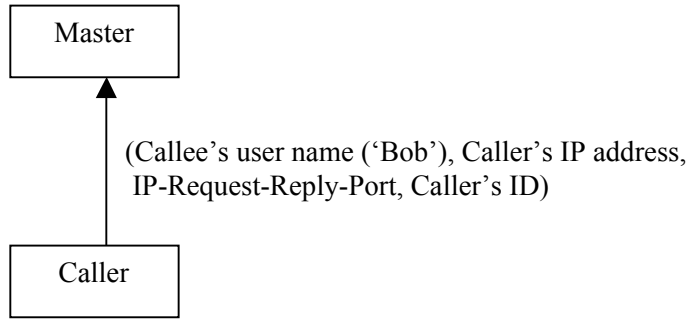 Master
(Callee’s user name (‘Bob’), Caller’s IP address,
IP-Request-Reply-Port, Caller’s ID)
Caller